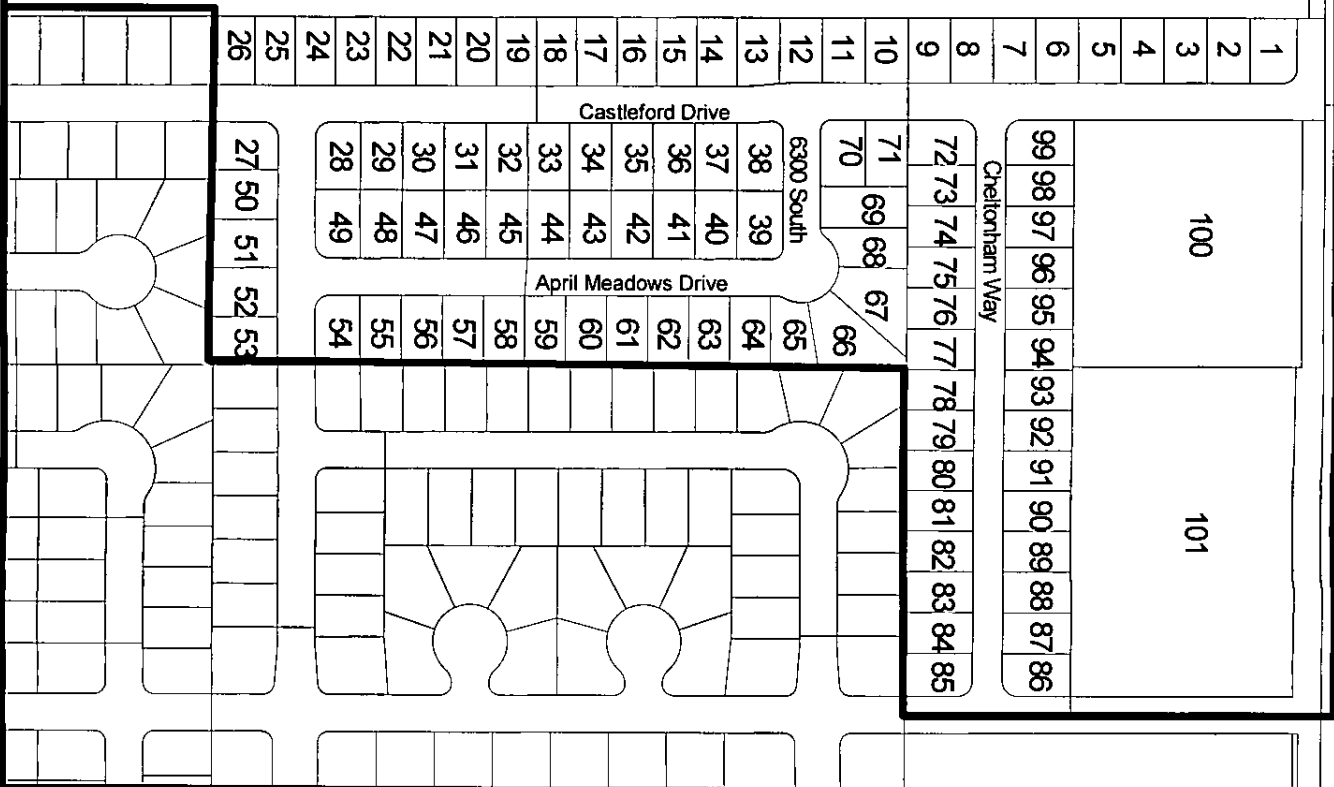 26 25 24 23 22 21 20 19 18 17 16 15 14 13 12 11 10 9 8 7 6 5 4 3 2 1
Castleford Drive
27 50 51 52 53
28 29 30 31 32 33 34 35 36 37 38
6300 South
70 71
72 73 74 75 76 77 78 79 80 81 82 83 84 85
Cheltonham Way
99 98 97 96 95 94 93 92 91 90 89 88 87 86
100
49 48 47 46 45 44 43 42 41 40 39
69 68
67
April Meadows Drive
54 55 56 57 58 59 60 61 62 63 64 65 66
101